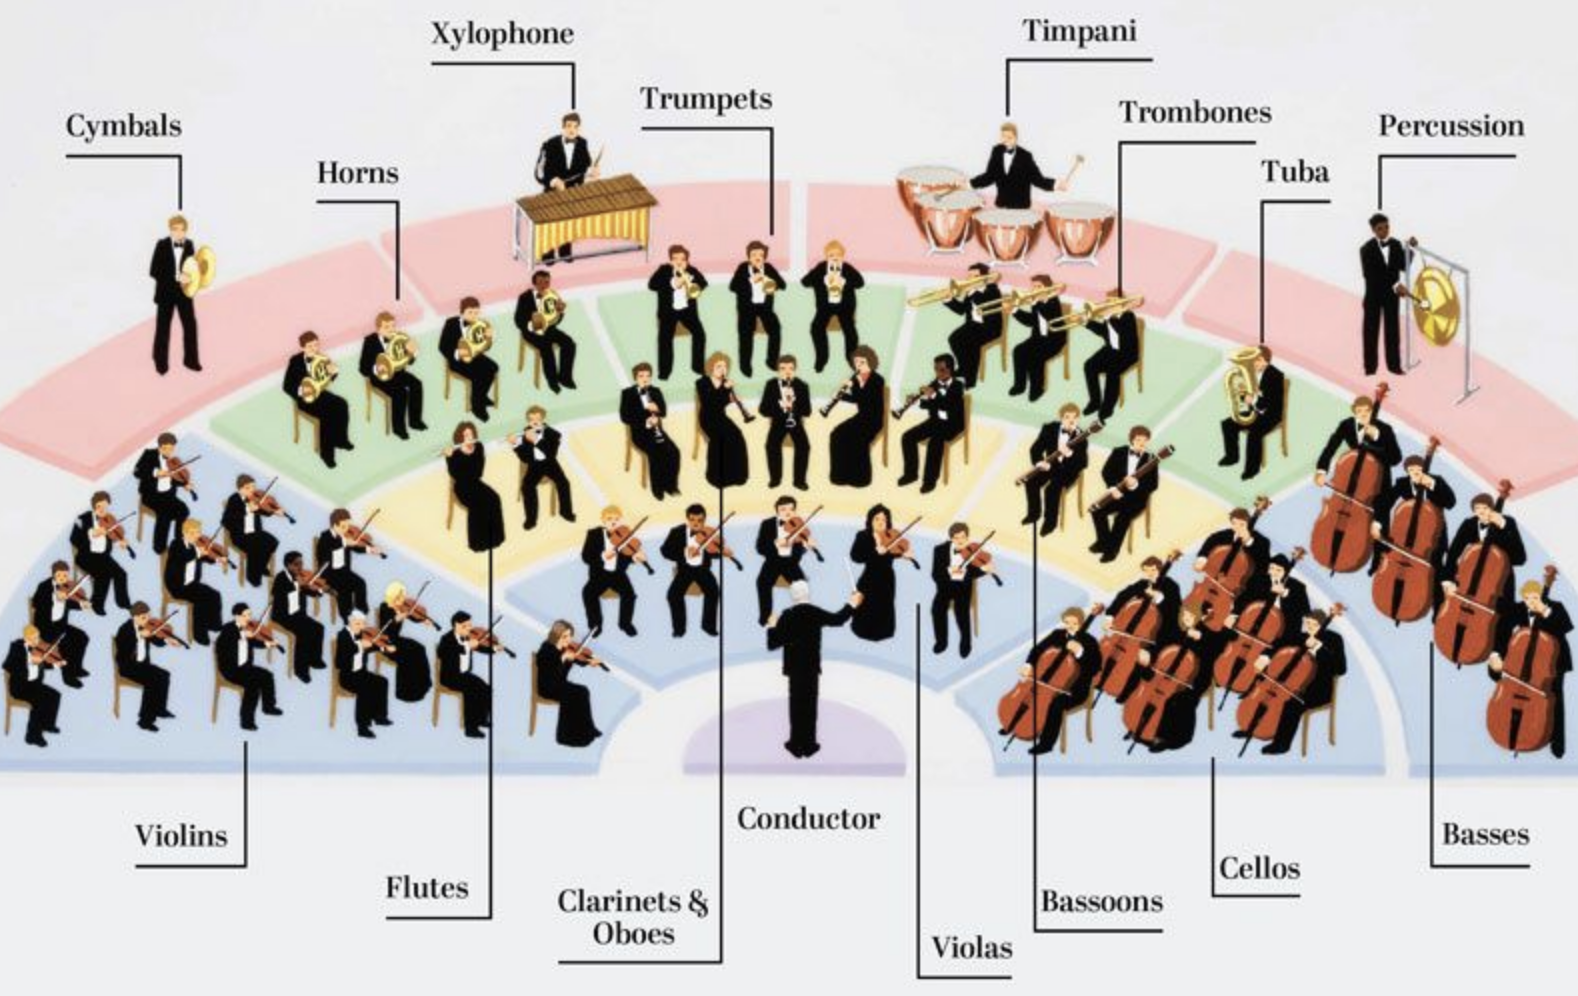 Xylophone
Timpani
Trumpets
Trombones
Cymbals
Percussion
Horns
Tuba
Conductor
Violins
Basses
Cellos
Flutes
Clarinets &
Oboes
Bassoons
Violas